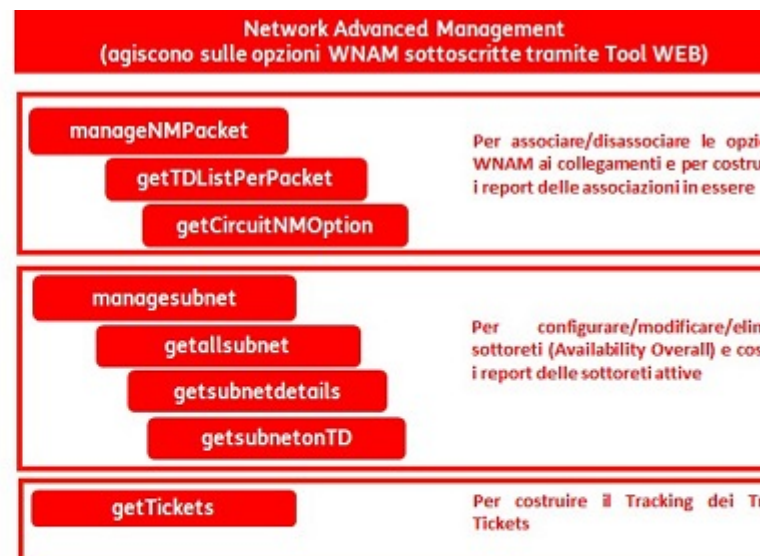 Network Advanced Management
(agiscono sulle opzioni WNAM sottoscritte tramite Tool WEB)
manageNMPacket
getTDListPerPacket
getCircuitNMOption
Per associare/disassociare le
WNAM ai collegamenti e per
i report delle associazioni in essere
managesubnet
getallsubnet
getsubnetdetails
getsubnetonTD
Per configurare/modificare/
sottoreti (Availability Overall) e
i report delle sottoreti attive
getTickets
Per costruire il Tracking dei
Tickets